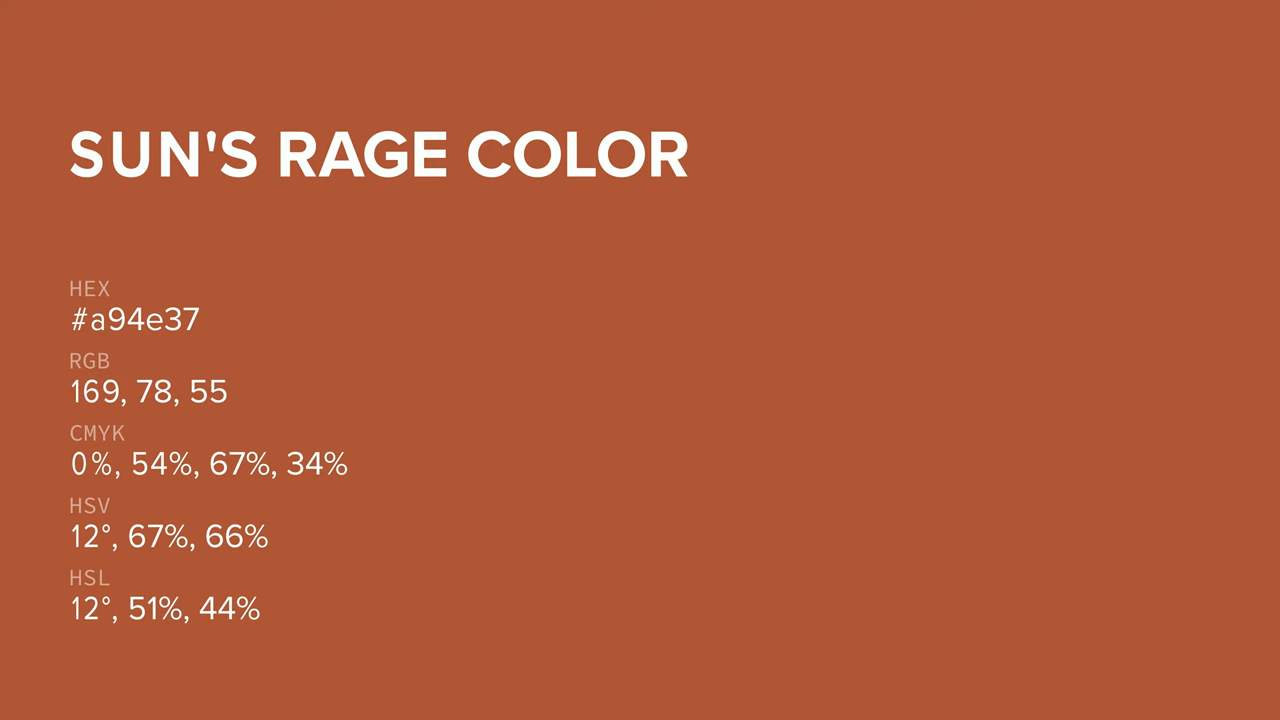 SUN'S RAGE COLOR
HEX
#a94e37
RGB
169, 78, 55
CMYK
0%, 54%, 67%, 34%
HSV
12°, 67%, 66%
HSL
12°, 51%, 44%